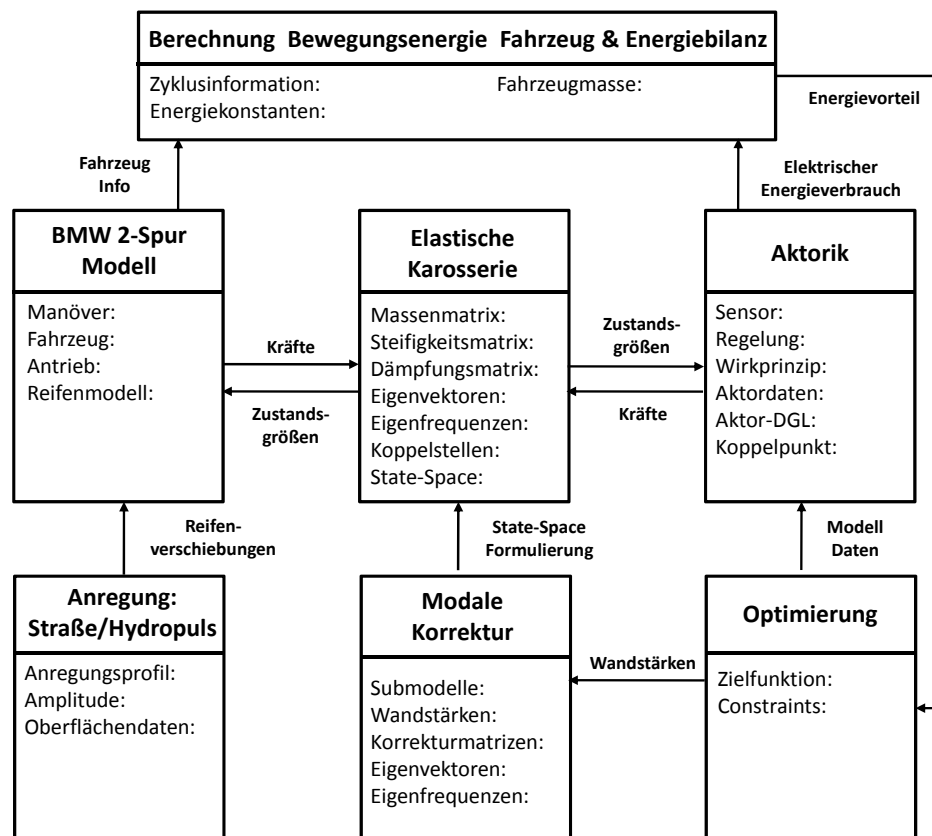 Berechnung Bewegungsenergie Fahrzeug & Energiebilanz
Zyklusinformation: Fahrzeugmasse:
Energiekonstanten:
Energievorteil
Fahrzeug
Info
Elektrischer
Energieverbrauch
BMW 2-Spur
Modell
Manöver:
Fahrzeug:
Antrieb:
Reifenmodell:
Kräfte
Zustands-
größen
Elastische
Karosserie
Massenmatrix:
Steifigkeitsmatrix:
Dämpfungsmatrix:
Eigenvektoren:
Eigenfrequenzen:
Koppelstellen:
State-Space:
Zustands-
größen
Kräfte
Aktorik
Sensor:
Regelung:
Wirkprinzip:
Aktordaten:
Aktor-DGL:
Koppelpunkt:
Reifen-
verschiebungen
State-Space
Formulierung
Modell
Daten
Anregung:
Straße/Hydropuls
Anregungsprofil:
Amplitude:
Oberflächendaten:
Modale
Korrektur
Submodelle:
Wandstärken:
Korrekturmatrizen:
Eigenvektoren:
Eigenfrequenzen:
Wandstärken
Optimierung
Zielfunktion:
Constraints: